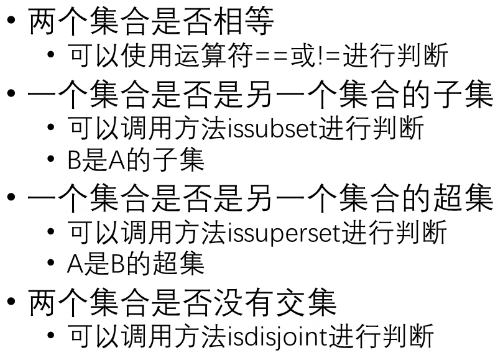 • 两个集合是否相等
• 可以使用运算符==或!=进行判断
• 一个集合是否是另一个集合的子集
• 可以调用方法issubset进行判断
• B是A的子集
• 一个集合是否是另一个集合的超集
• 可以调用方法issuperset进行判断
• A是B的超集
• 两个集合是否没有交集
• 可以调用方法isdisjoint进行判断